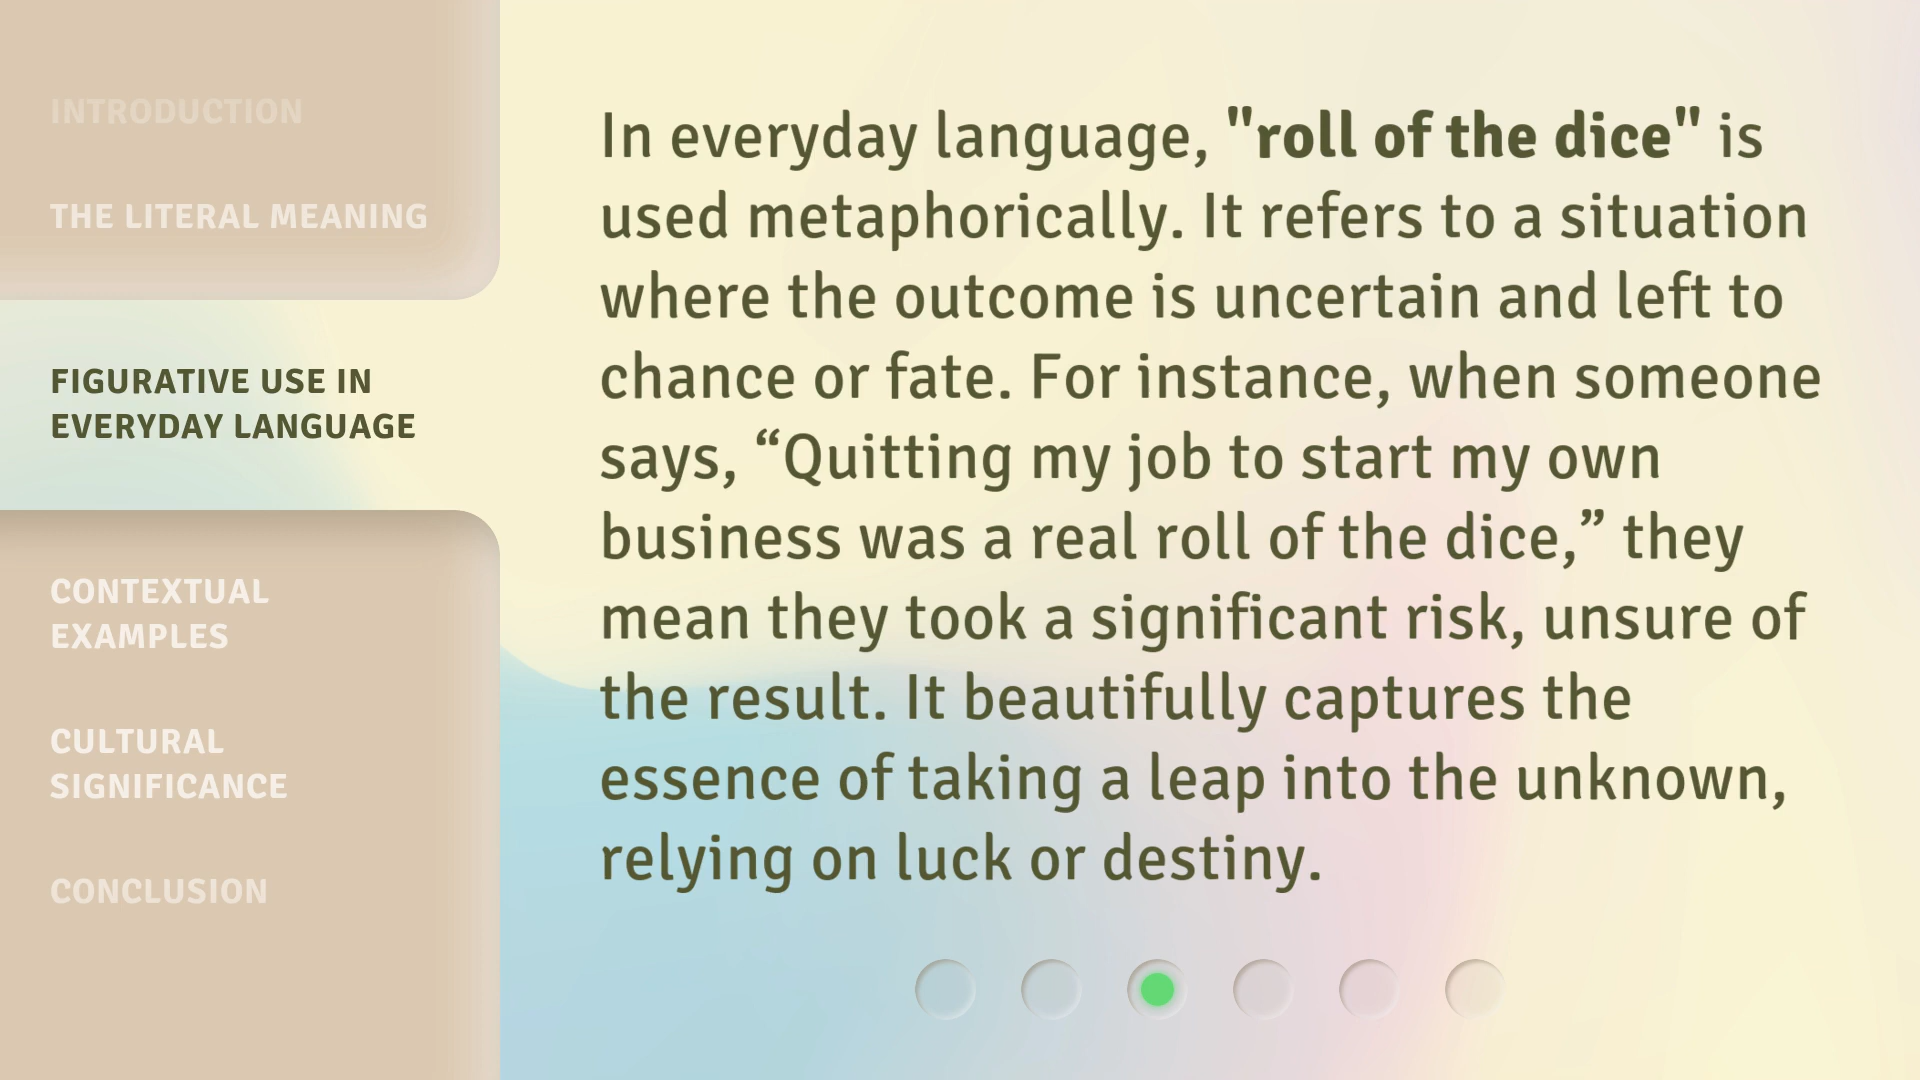 INTRODUCTION
THE LITERAL MEANING
FIGURATIVE USE IN
EVERYDAY LANGUAGE
CONTEXTUAL
EXAMPLES
CULTURAL
SIGNIFICANCE
CONCLUSION
In everyday language, "roll of the dice" is
used metaphorically. It refers to a situation
where the outcome is uncertain and left to
chance or fate. For instance, when someone
says, “Quitting my job to start my own
business was a real roll of the dice,” they
mean they took a significant risk, unsure of
the result. It beautifully captures the
essence of taking a leap into the unknown,
relying on luck or destiny.